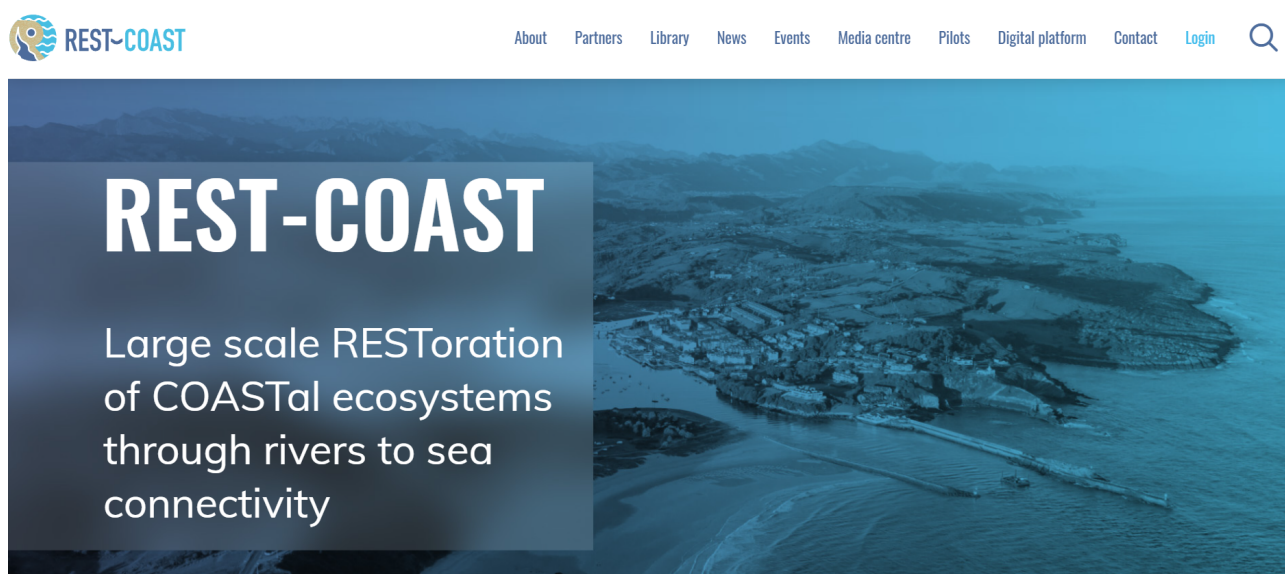 REST~COAST
About Partners Library News Events Media centre Pilots Digital platform Contact Login
REST-COAST
Large scale RESToration
of COASTal ecosystems
through rivers to sea
connectivity